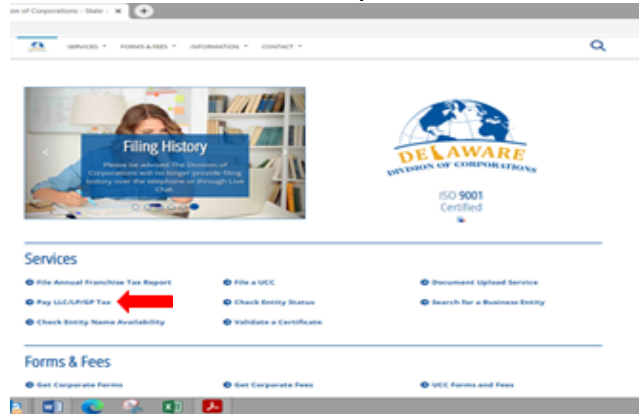 on of Corporations - State -
SERVICES FORMS & FEES INFORMATION CONTACT
Filing History
Please be advised The Division of
Corporations will no longer provide filing
history over the telephone or through Live
Chat.
DELAWARE
DIVISION OF CORPORATIONS
ISO 9001
Certified
Services
File Annual Franchise Tax Report
File a UCC
Document Upload Service
Pay LLC/LP/GP Tax
Check Entity Status
Search for a Business Entity
Check Entity Name Availability
Validate a Certificate
Forms & Fees
Get Corporate Forms
Get Corporate Fees
UCC Forms and Fees